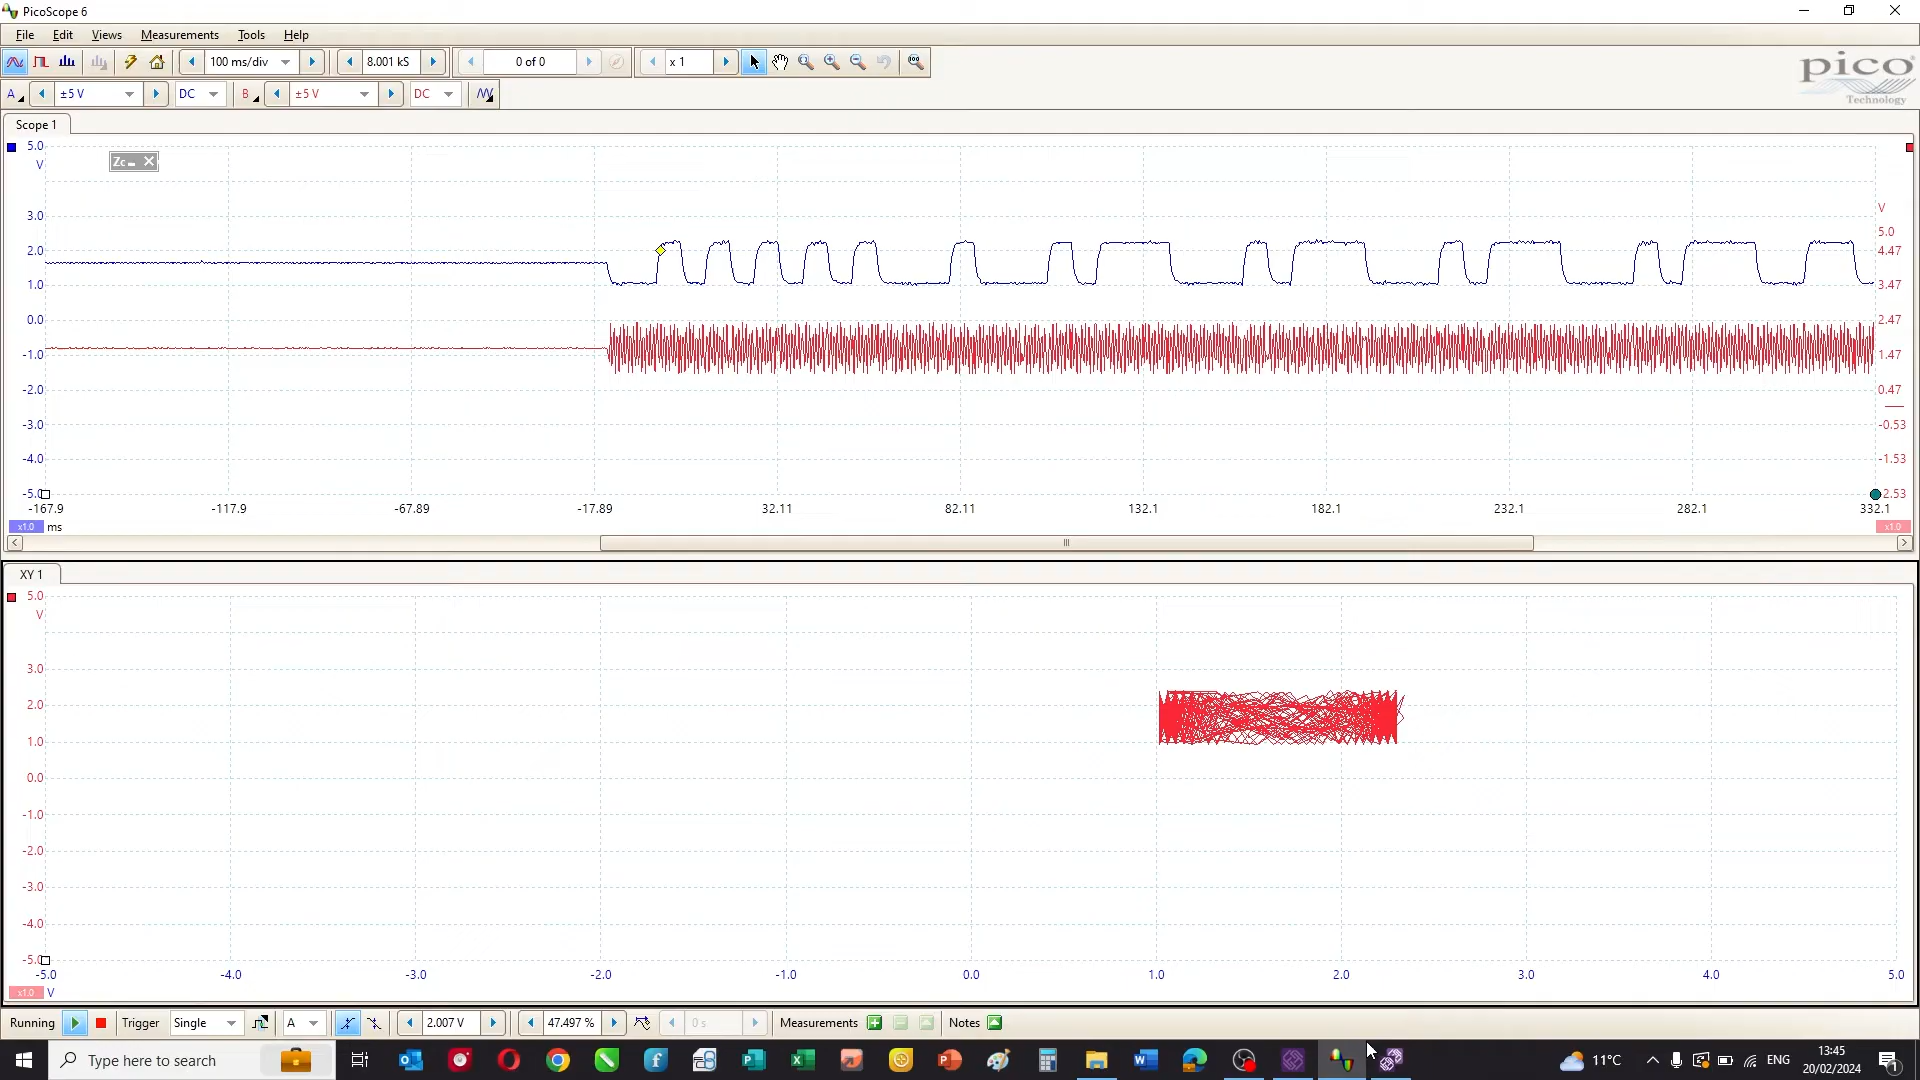 PicoScope 6
File Edit Views Measurements Tools Help
100 ms/div 8.001 kS 0 of 0 x 1
A ±5 V DC B ±5 V DC
pico
Technology
Scope 1
5.0
V
Zc
3.0
2.0
1.0
0.0
-1.0
-2.0
-3.0
-4.0
-5.0
V
5.0
4.47
3.47
2.47
1.47
0.47
-0.53
-1.53
2.53
-167.9 -117.9 -67.89 -17.89 32.11 82.11 132.1 182.1 232.1 282.1 332.1
x1.0 ms x1.0
XY 1
5.0
V
3.0
2.0
1.0
0.0
-1.0
-2.0
-3.0
-4.0
-5.0
-5.0 -4.0 -3.0 -2.0 -1.0 0.0 1.0 2.0 3.0 4.0 5.0
x1.0 V
Running Trigger Single A 2.007 V 47.497 % 0 s Measurements Notes
Type here to search 11°C ENG 13:45
20/02/2024
1